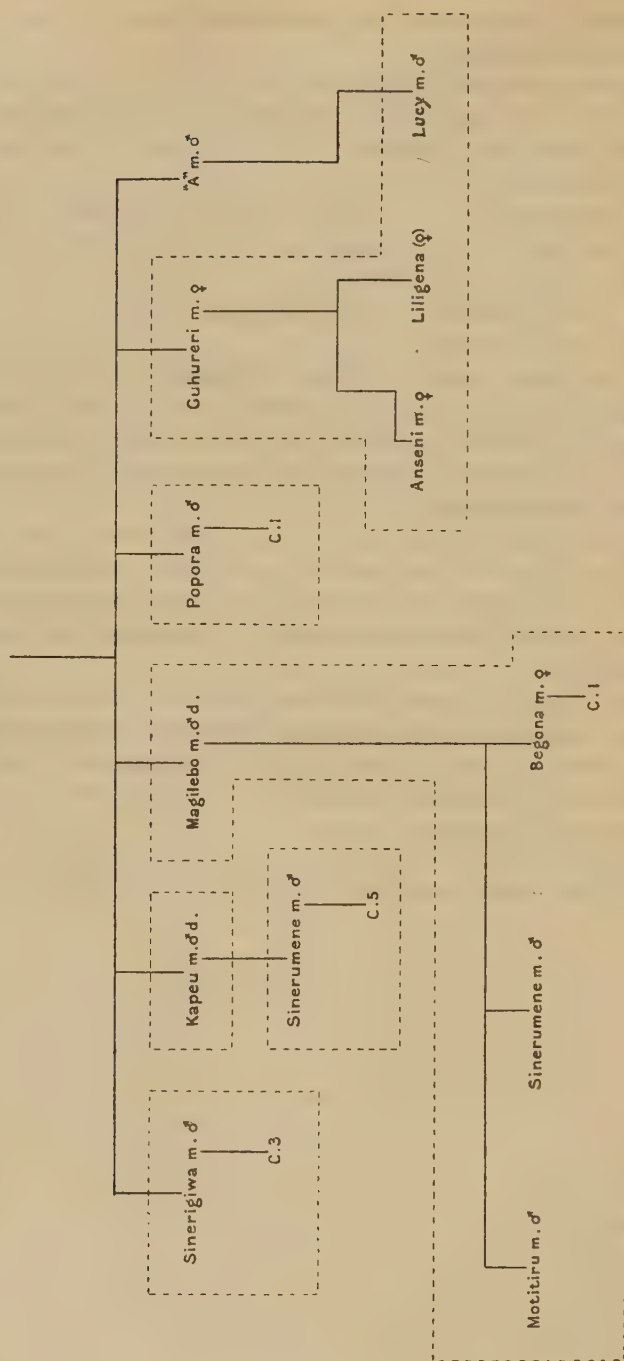 Sinerigiwa m. ♂
C.3
Kapeu m.♂ d.
Sinerumene m. ♂
C.5
Magilebo m.♂ d.
Motitiru m. ♂
Sinerumene m. ♂
Begona m. ♀
C.1
Popora m. ♂
C.1
Guhureri m. ♀
Anseni m. ♀
Liligena (♀)
"A" m. ♂
Lucy m. ♂